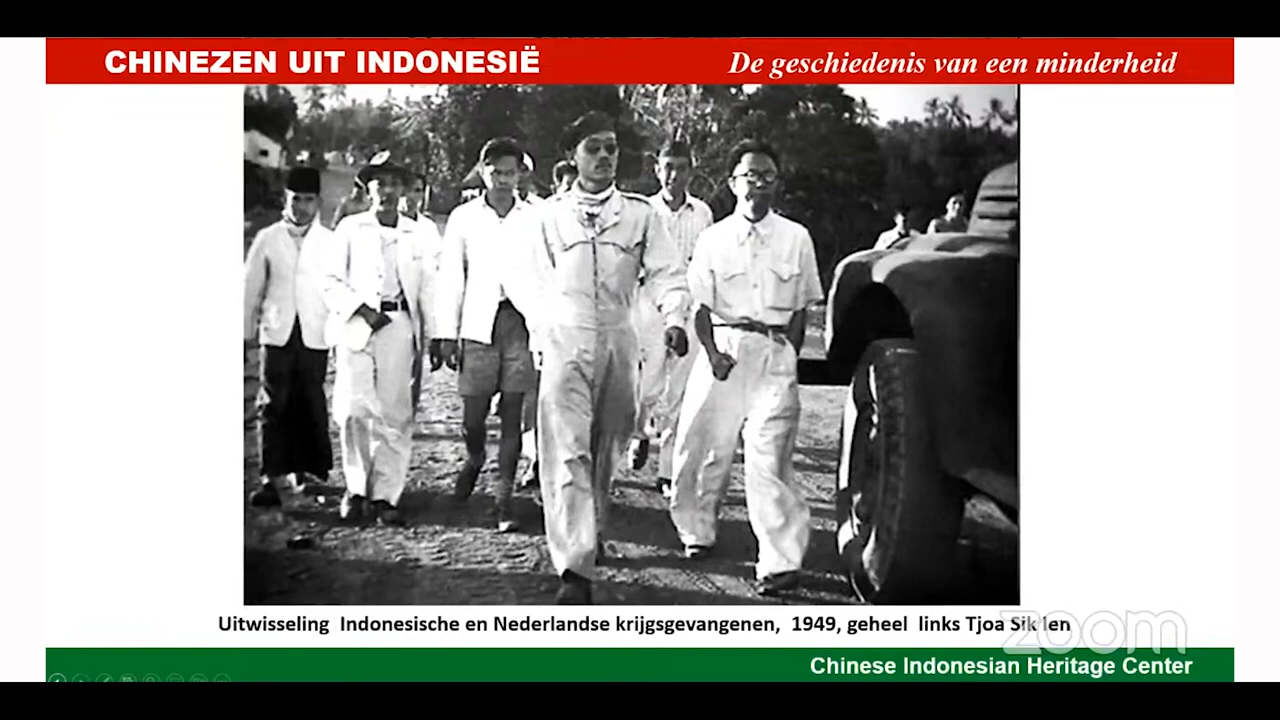 CHINEZEN UIT INDONESIË
De geschiedenis van een minderheid
Uitwisseling Indonesische en Nederlandse krijgsgevangenen, 1949, geheel links Tjoa Sik Ien
zoom
Chinese Indonesian Heritage Center